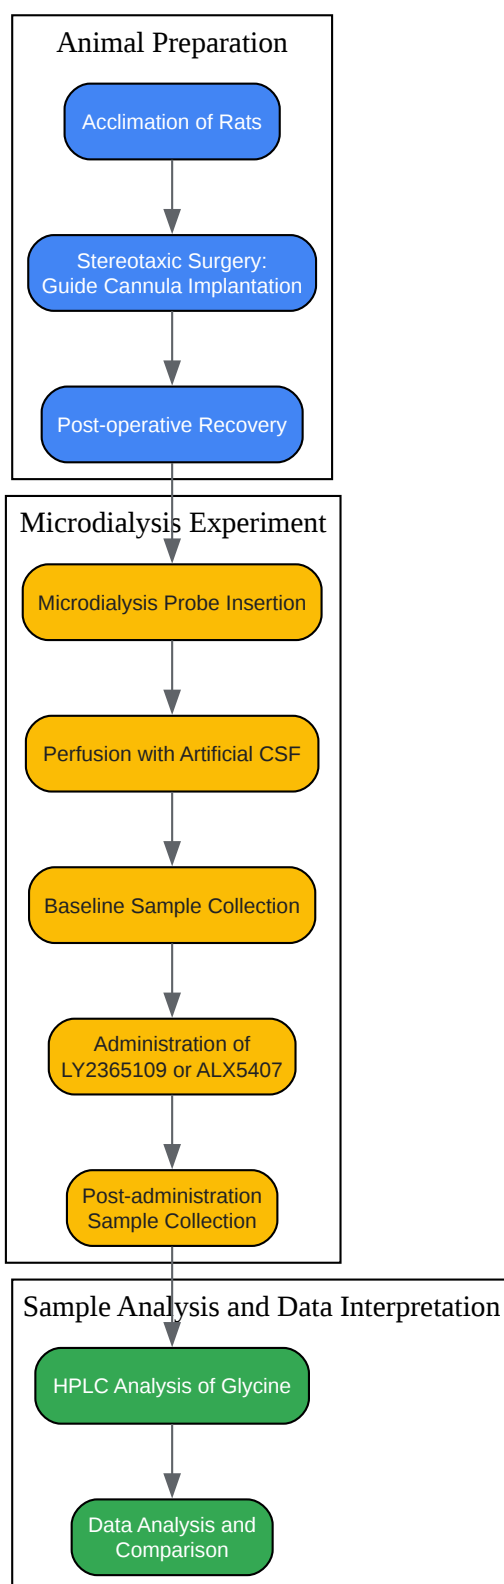 Animal Preparation
Acclimation of Rats
Stereotaxic Surgery:
Guide Cannula Implantation
Post-operative Recovery
Microdialysis Experiment
Microdialysis Probe Insertion
Perfusion with Artificial CSF
Baseline Sample Collection
Administration of
LY2365109 or ALX5407
Post-administration
Sample Collection
Sample Analysis and Data Interpretation
HPLC Analysis of Glycine
Data Analysis and
Comparison